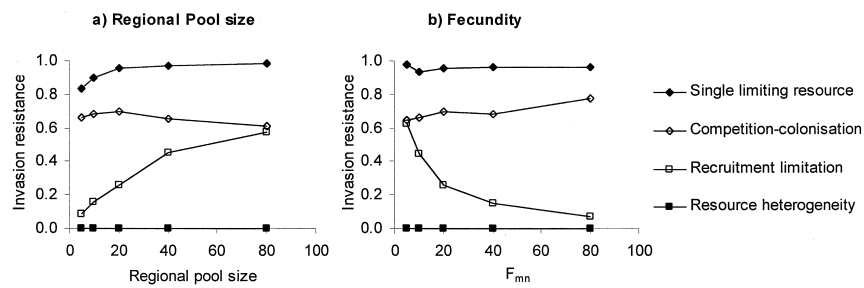 a) Regional Pool size
Invasion resistance
1.0
0.8
0.6
0.4
0.2
0.0
0 20 40 60 80 100
Regional pool size
b) Fecundity
Invasion resistance
1.0
0.8
0.6
0.4
0.2
0.0
0 20 40 60 80 100
Fmn
Single limiting resource
Competition-colonisation
Recruitment limitation
Resource heterogeneity